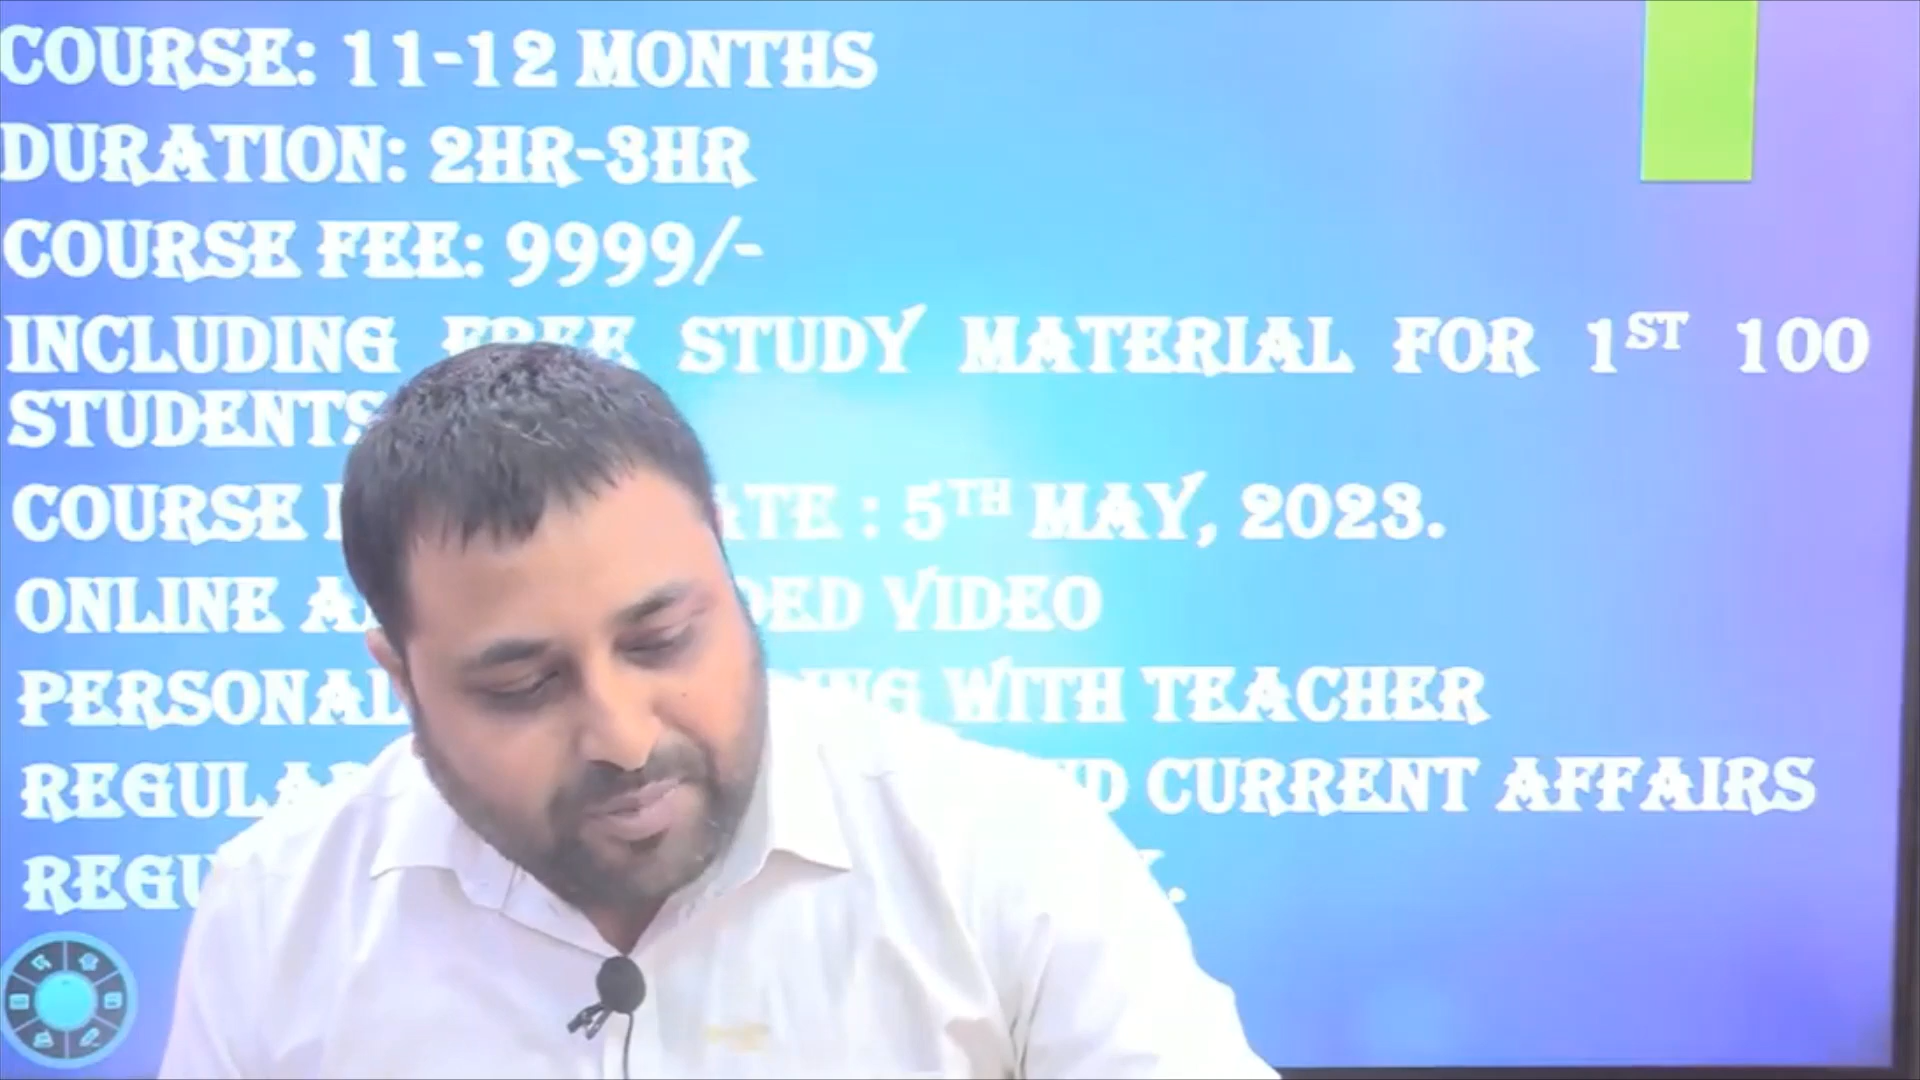 COURSE: 11-12 MONTHS
DURATION: 2HR-3HR
COURSE FEE: 9999/-
INCLUDING FREE STUDY MATERIAL FOR 1ST 100
STUDENTS
COURSE : 5TH MAY, 2023.
ONLINE VIDEO
PERSONAL WITH TEACHER
CURRENT AFFAIRS